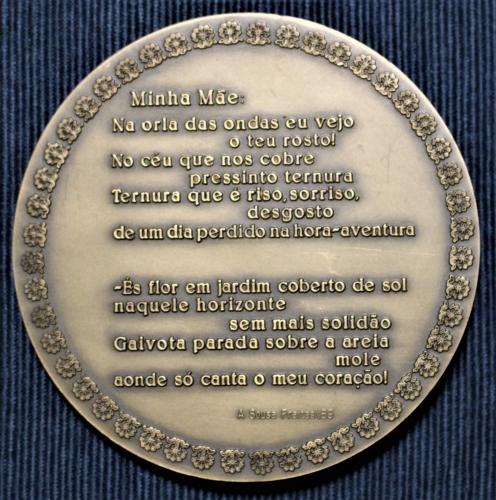 Minha Mãe:
Na orla das ondas eu vejo
o teu rosto!
No céu que nos cobre
pressinto ternura
Ternura que é riso, sorriso,
desgosto
de um dia perdido na hora-aventura
-És flor em jardim coberto de sol
naquele horizonte
sem mais solidão
Gaivota parada sobre a areia
mole
aonde só canta o meu coração!
A Sousa Freitas